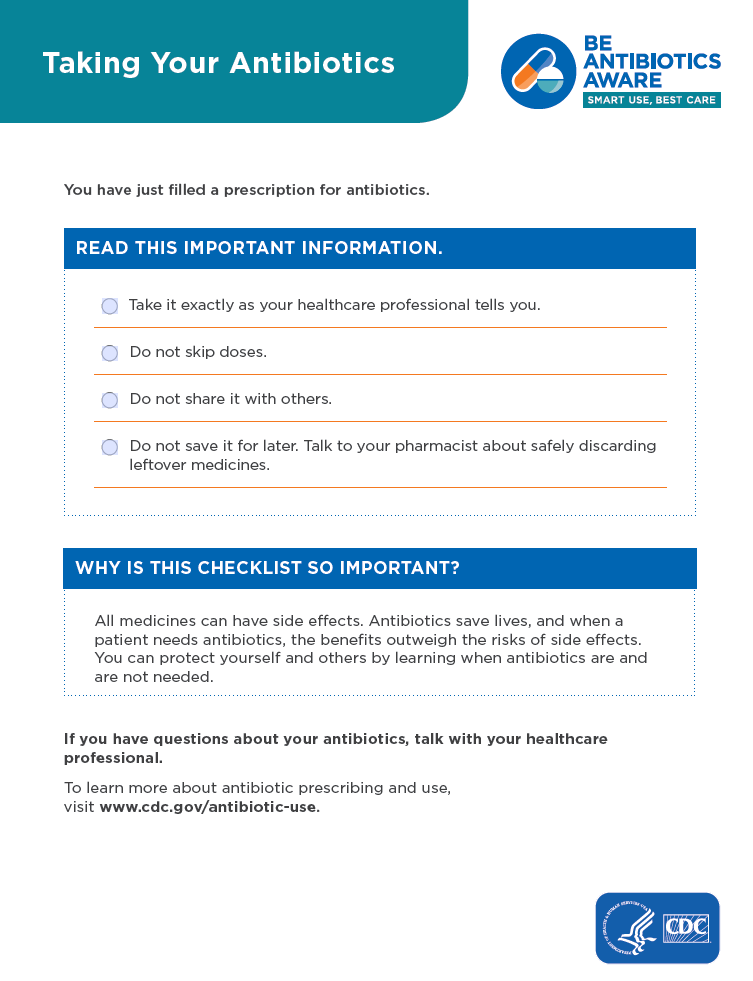 Taking Your Antibiotics
BE
ANTIBIOTICS
AWARE
SMART USE, BEST CARE
You have just filled a prescription for antibiotics.
READ THIS IMPORTANT INFORMATION.
Take it exactly as your healthcare professional tells you.
Do not skip doses.
Do not share it with others.
Do not save it for later. Talk to your pharmacist about safely discarding
leftover medicines.
WHY IS THIS CHECKLIST SO IMPORTANT?
All medicines can have side effects. Antibiotics save lives, and when a
patient needs antibiotics, the benefits outweigh the risks of side effects.
You can protect yourself and others by learning when antibiotics are and
are not needed.
If you have questions about your antibiotics, talk with your healthcare
professional.
To learn more about antibiotic prescribing and use,
visit www.cdc.gov/antibiotic-use.
DEPARTMENT OF HEALTH & HUMAN SERVICES USA
CDC